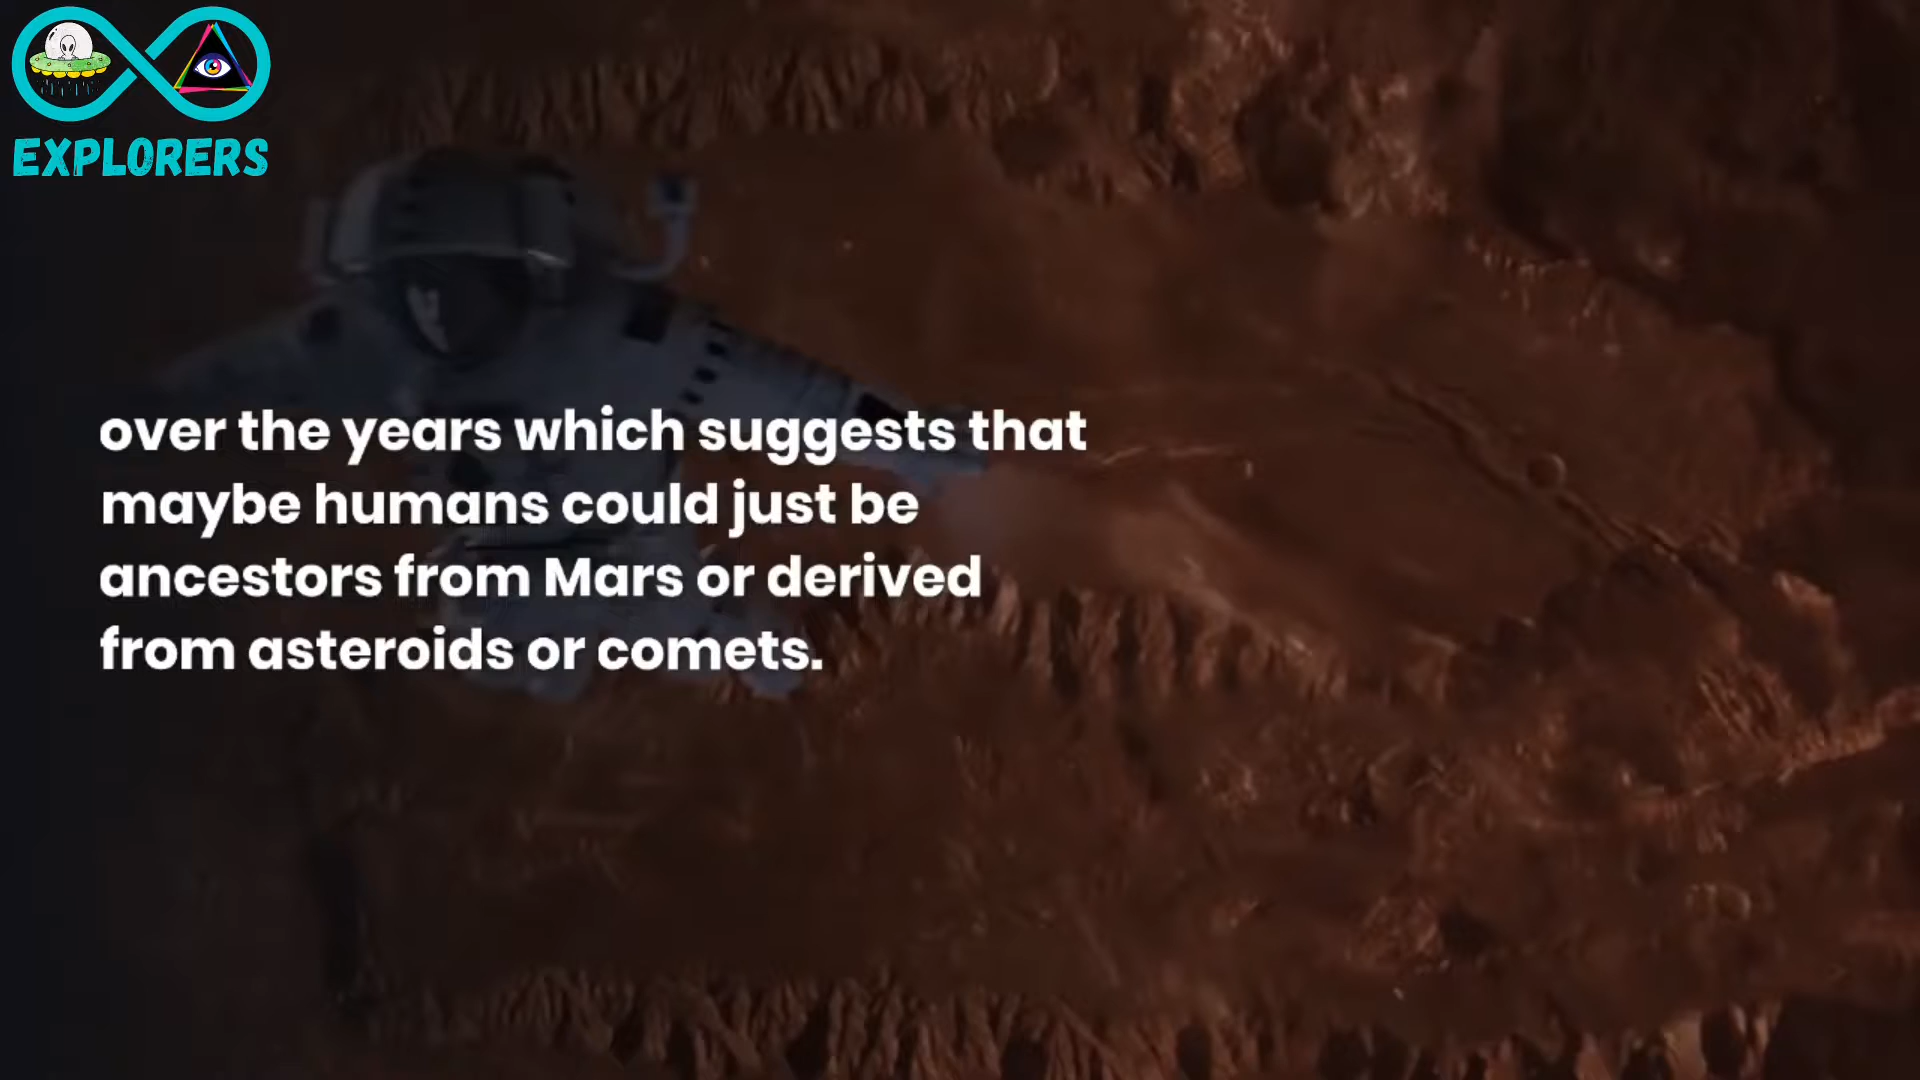 EXPLORERS
over the years which suggests that
maybe humans could just be
ancestors from Mars or derived
from asteroids or comets.